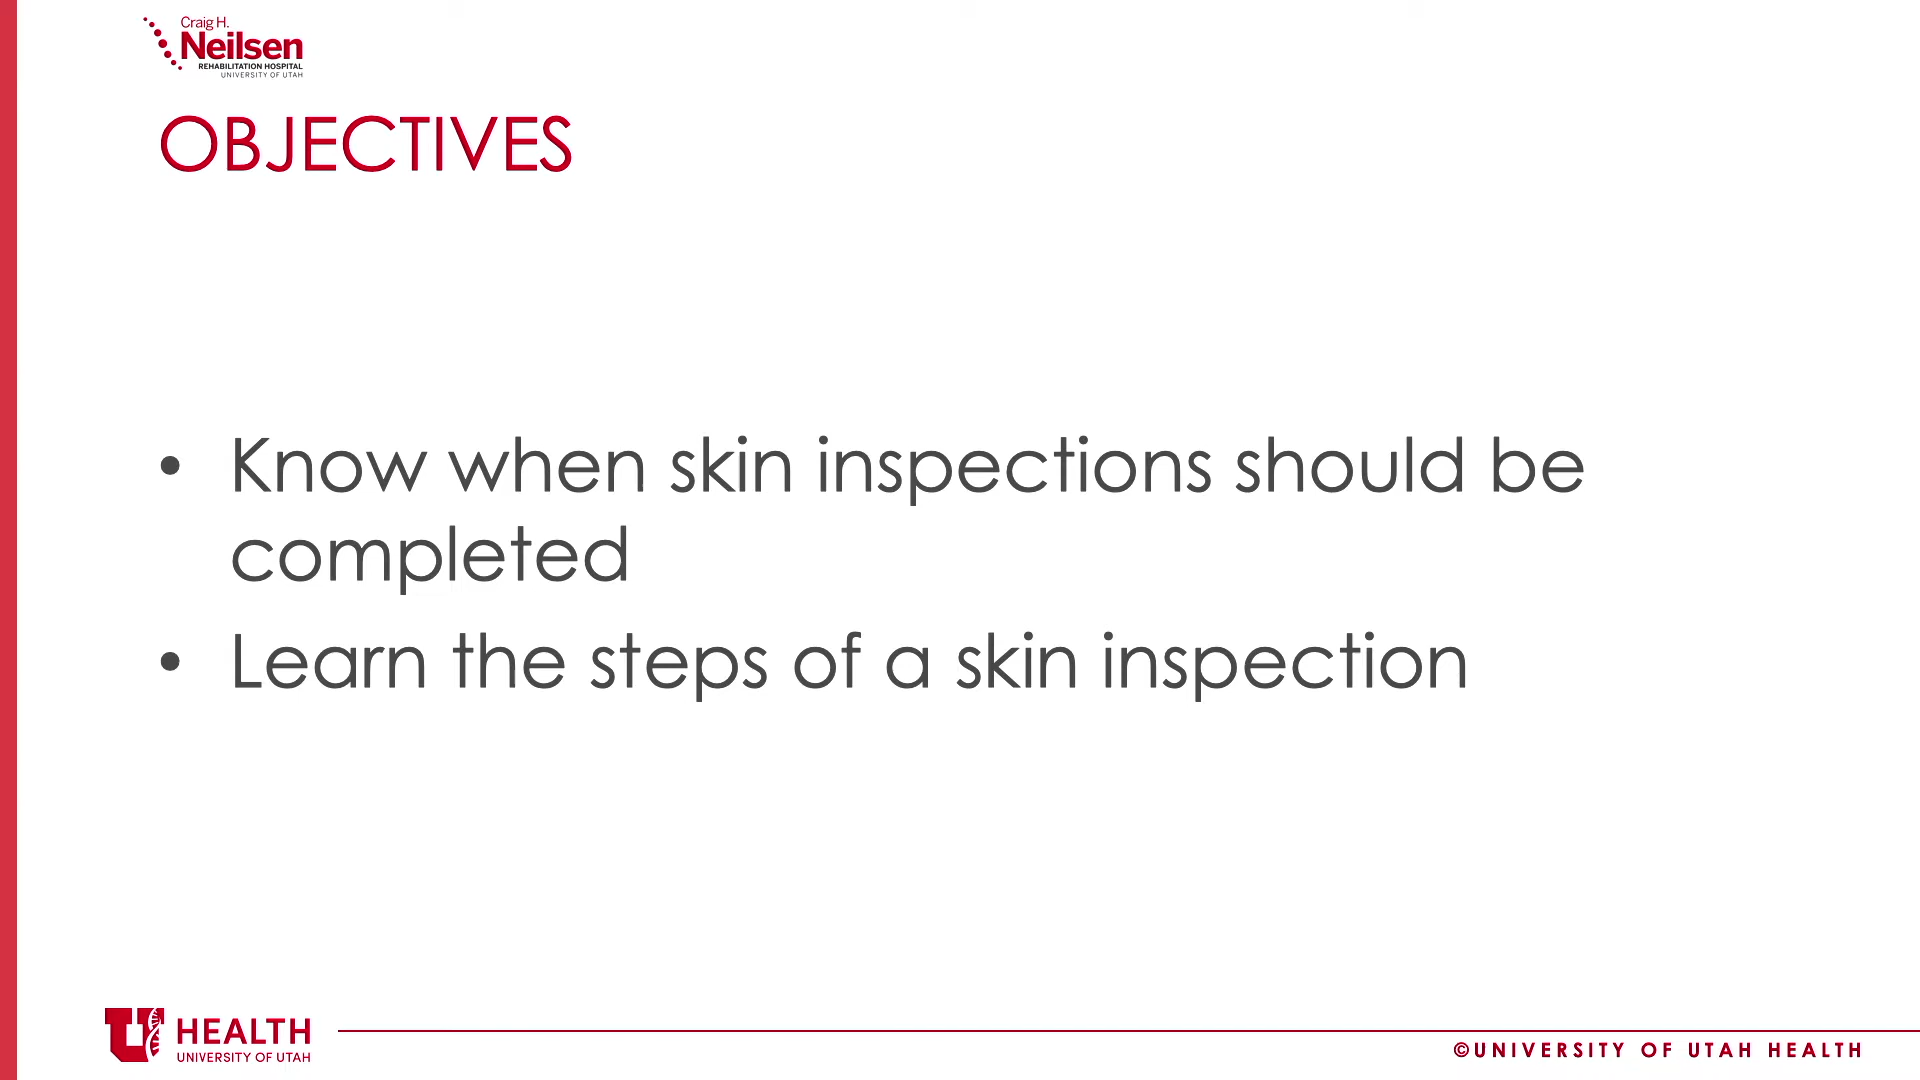 Craig H.
Neilsen
REHABILITATION HOSPITAL
UNIVERSITY OF UTAH
OBJECTIVES
• Know when skin inspections should be
completed
• Learn the steps of a skin inspection
U HEALTH
UNIVERSITY OF UTAH
©UNIVERSITY OF UTAH HEALTH